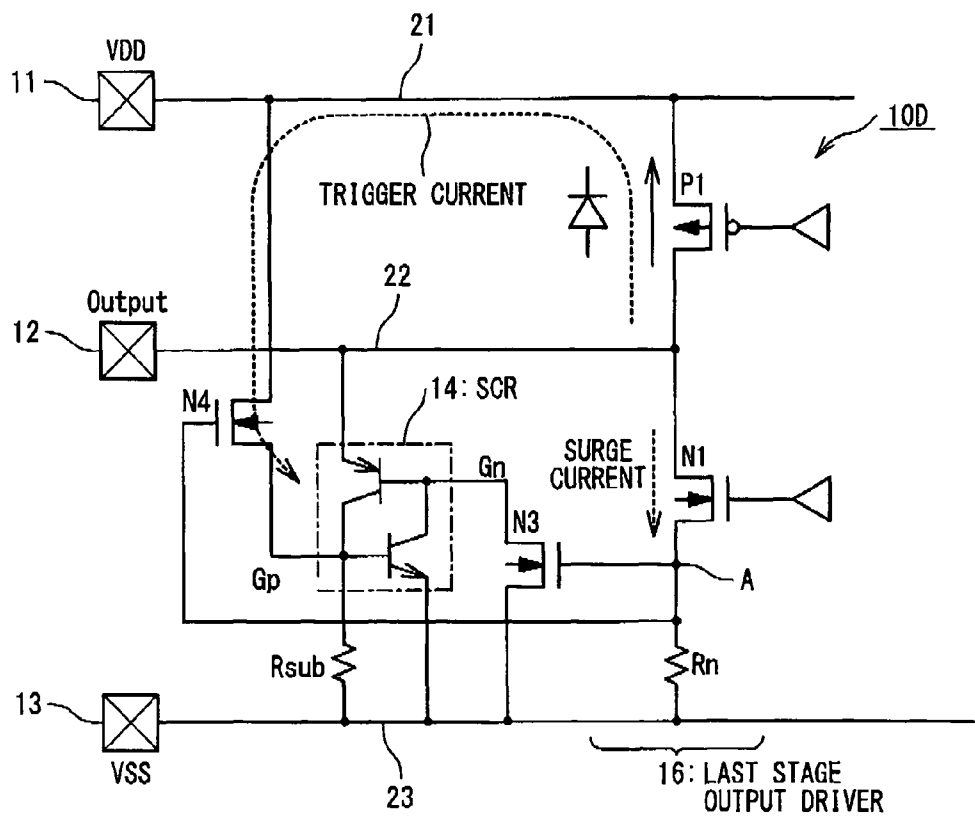 21
VDD
11
10D
P1
TRIGGER CURRENT
22
Output
12
14: SCR
N4
SURGE
CURRENT
N1
Gn
N3
A
Gp
Rsub
Rn
13
VSS
23
16: LAST STAGE
OUTPUT DRIVER